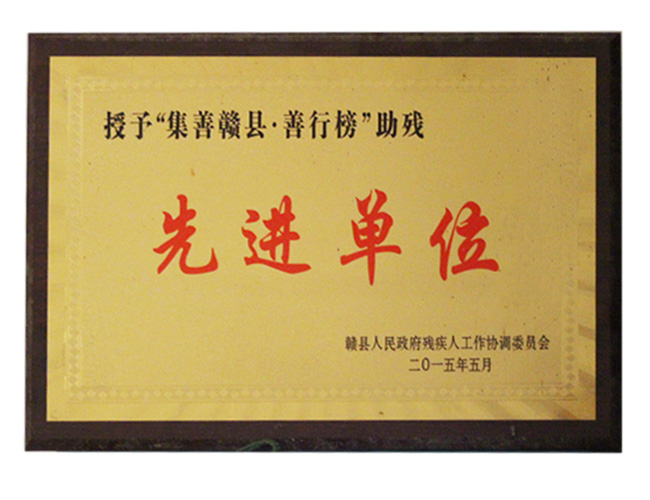 授予“集善赣县·善行榜”助残
先进单位
赣县人民政府残疾人工作协调委员会
二〇一五年五月